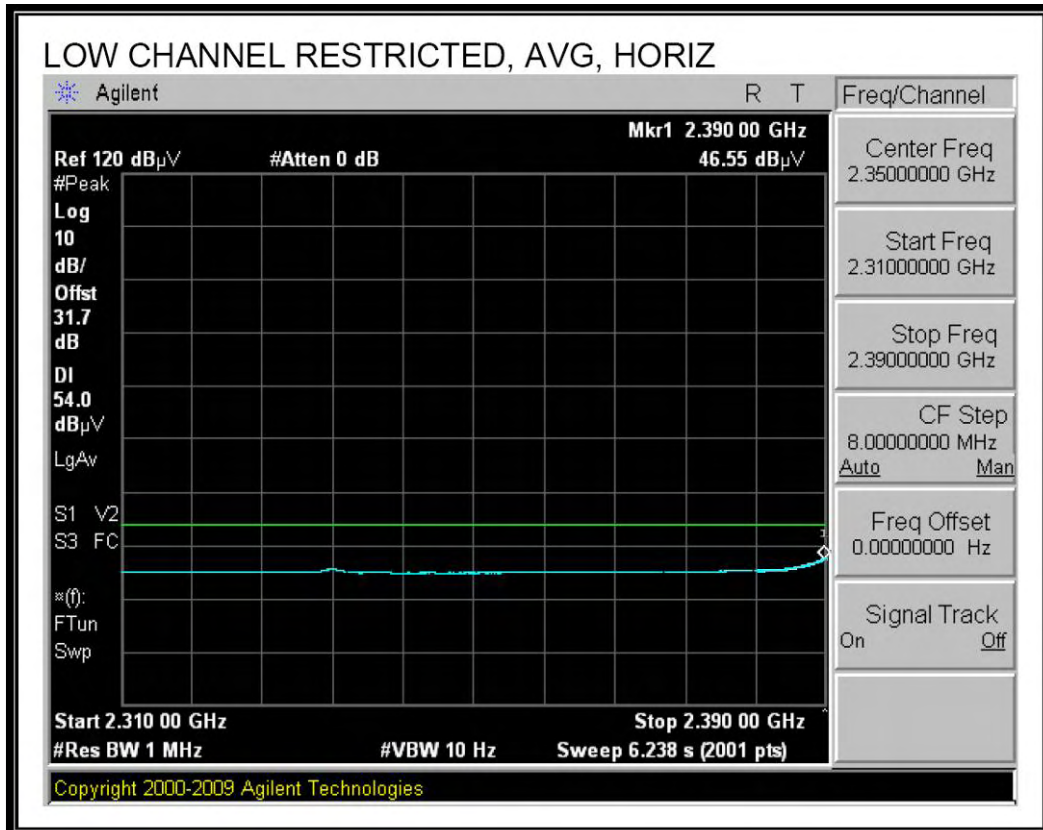 LOW CHANNEL RESTRICTED, AVG, HORIZ
Agilent R T Freq/Channel
Mkr1 2.390 00 GHz
Ref 120 dBµV #Atten 0 dB 46.55 dBµV
#Peak
Log
10
dB/
Offst
31.7
dB
DI
54.0
dBµV
LgAv
S1 V2
S3 FC
¤(f):
FTun
Swp
1
Start 2.310 00 GHz Stop 2.390 00 GHz
#Res BW 1 MHz #VBW 10 Hz Sweep 6.238 s (2001 pts)
Center Freq
2.35000000 GHz
Start Freq
2.31000000 GHz
Stop Freq
2.39000000 GHz
CF Step
8.00000000 MHz
Auto Man
Freq Offset
0.00000000 Hz
Signal Track
On Off
Copyright 2000-2009 Agilent Technologies